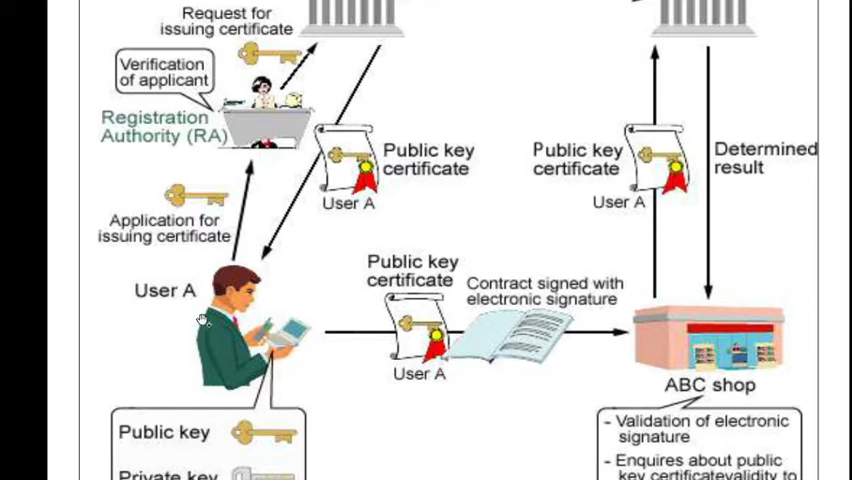 Request for
issuing certificate
Verification
of applicant
Registration
Authority (RA)
Public key
certificate
User A
Public key
certificate
User A
Determined
result
Application for
issuing certificate
User A
Public key
certificate
User A
Contract signed with
electronic signature
ABC shop
Public key
Private key
- Validation of electronic
signature
- Enquires about public
key certificatevalidity to